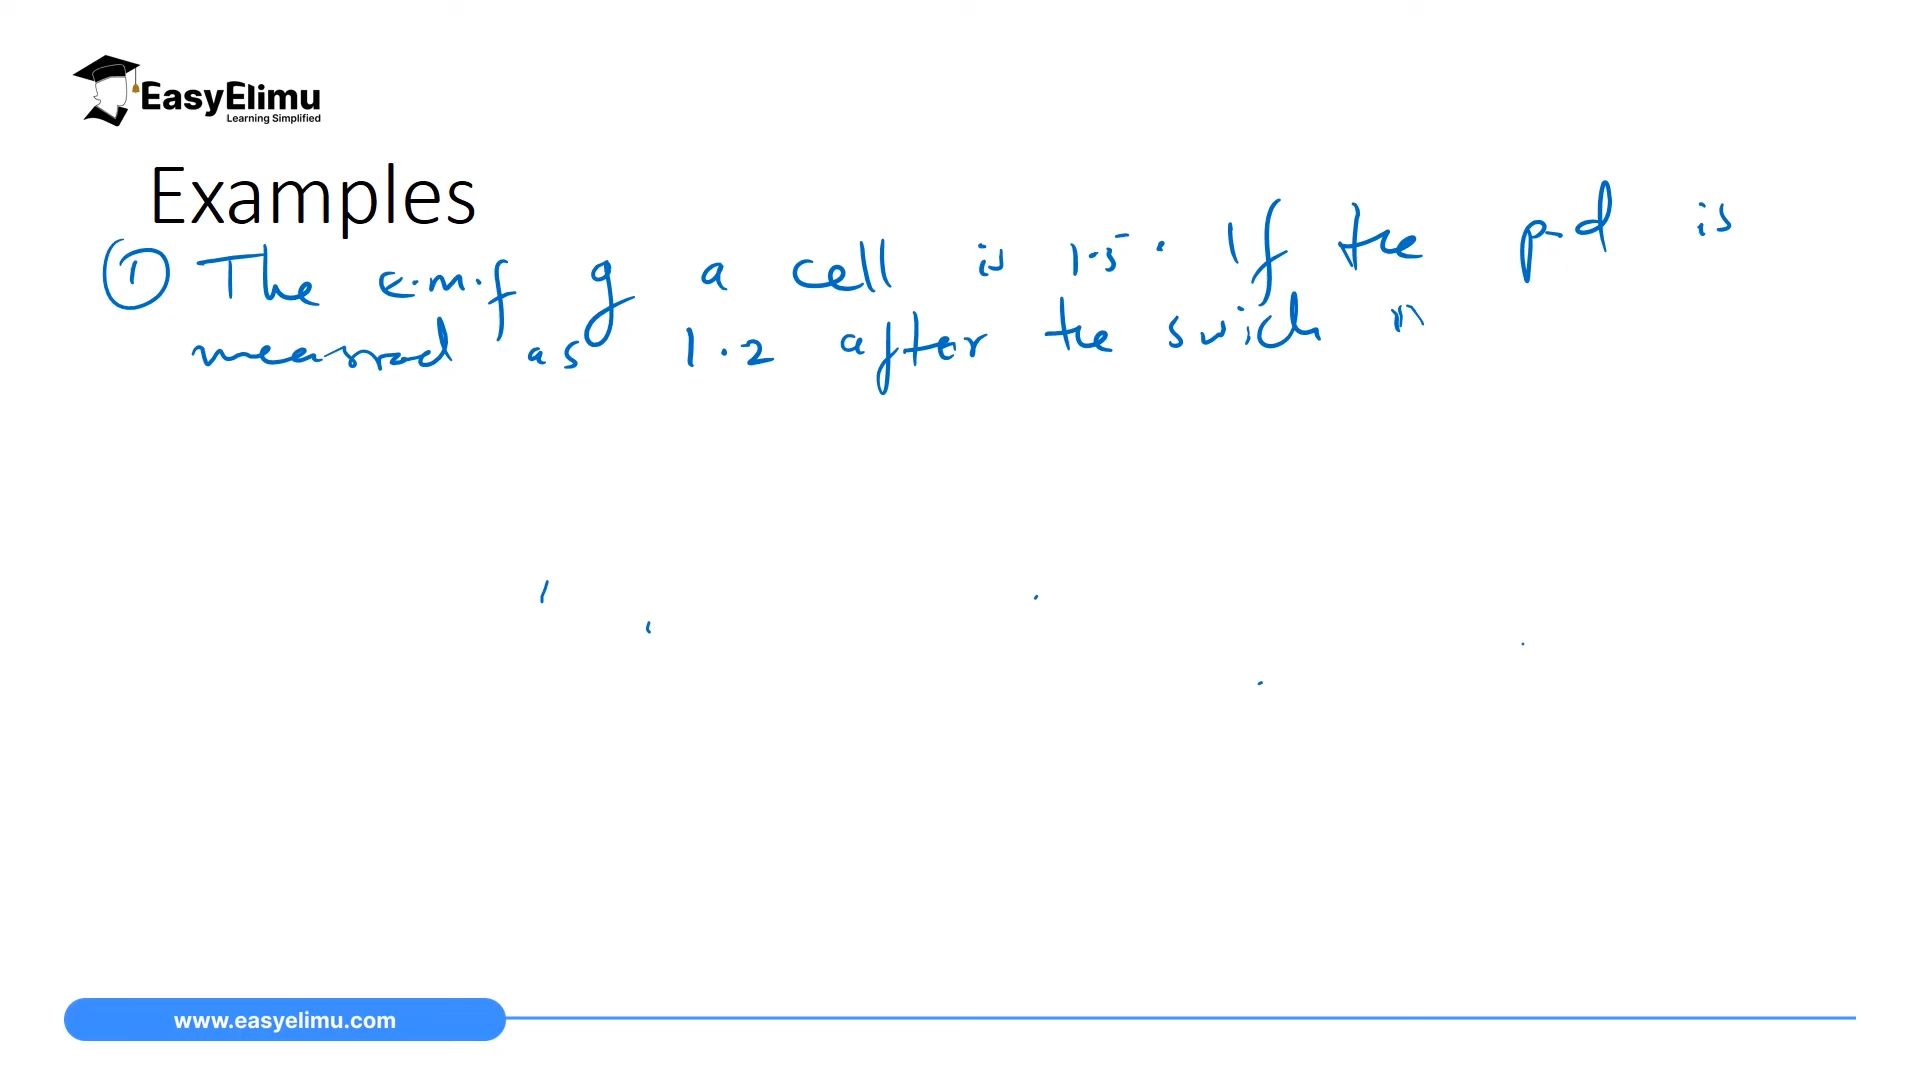 EasyElimu
Learning Simplified
Examples
① The e.m.f of a cell is 1.5. If the p.d is
measured as 1.2 after the swich
www.easyelimu.com